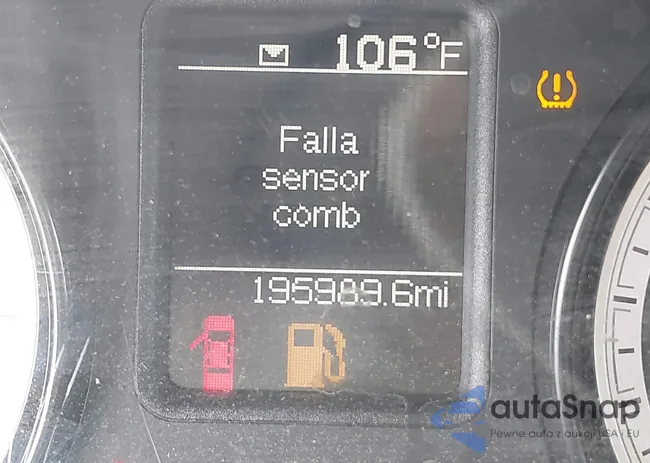 106°F
Falla
sensor
comb
195989.6mi
autaSnap
Pewne auta z aukcji USA i EU